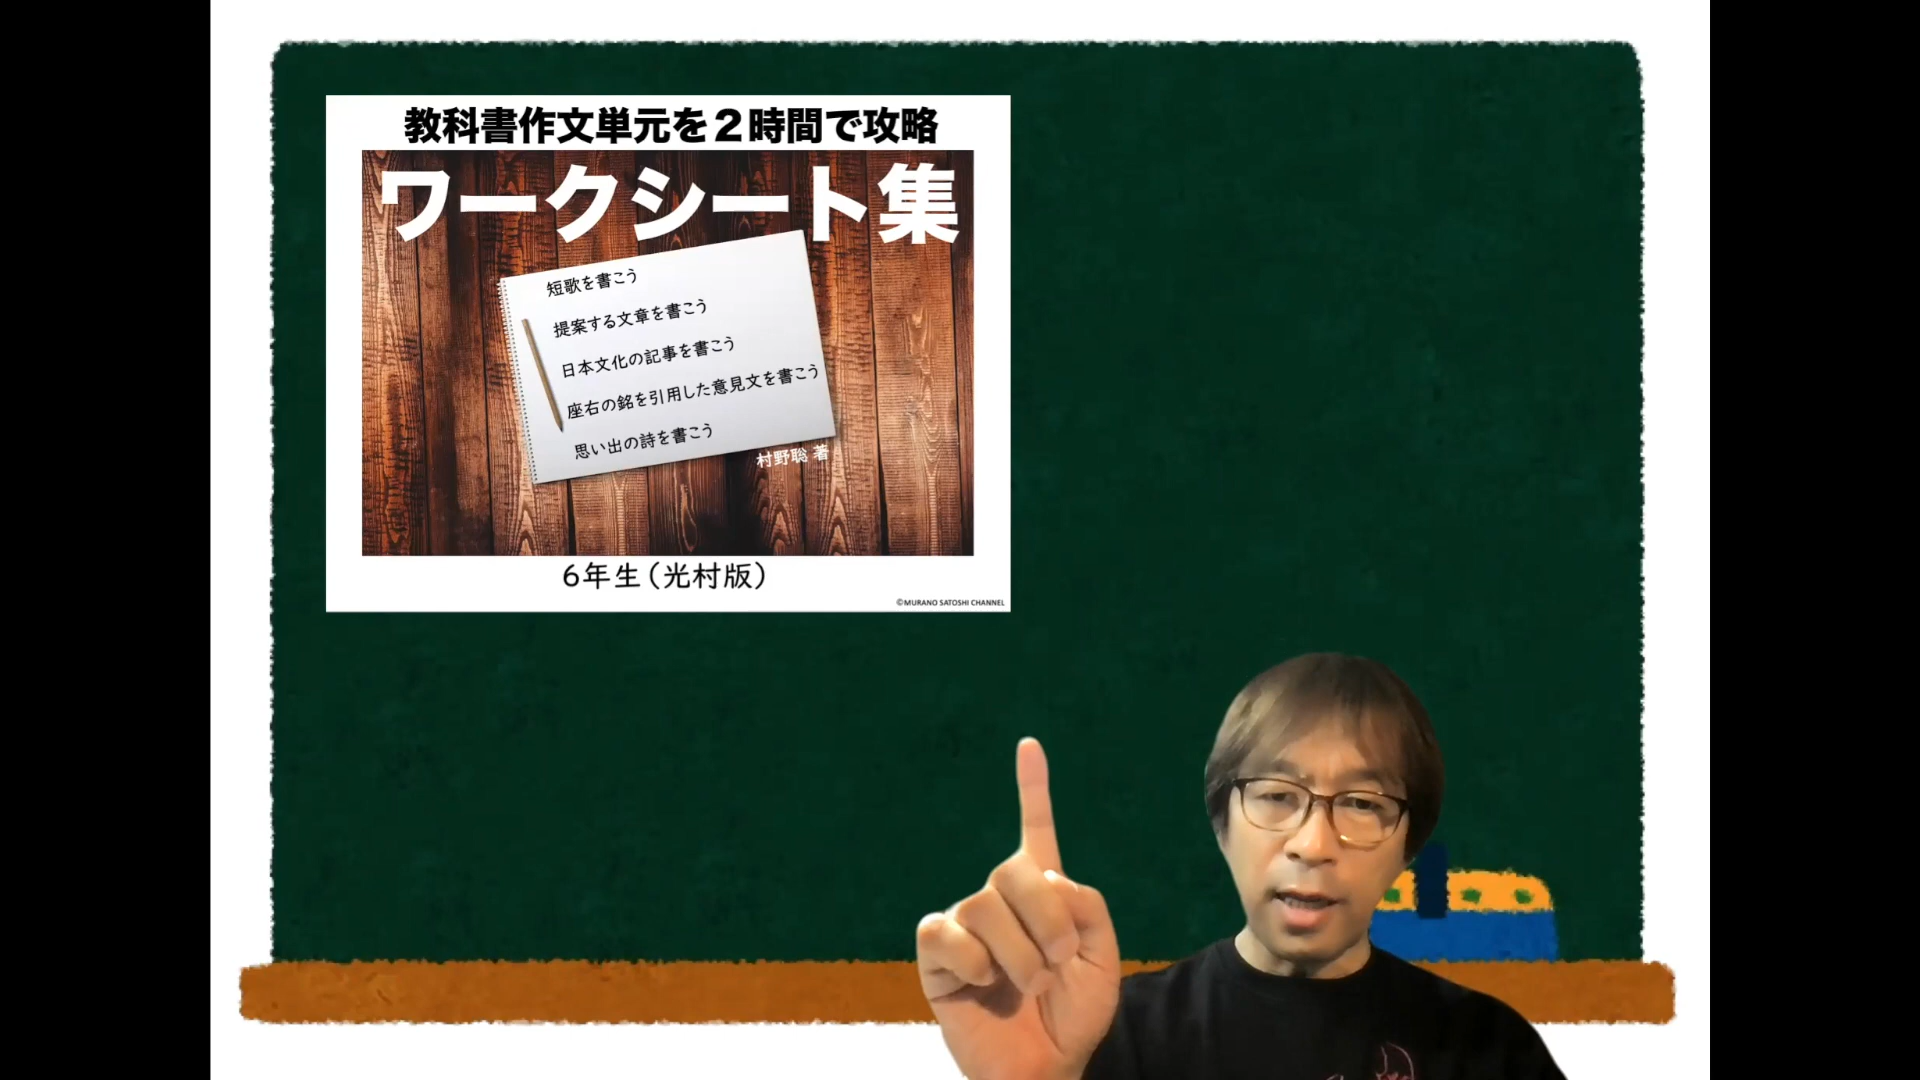 教科書作文単元を２時間で攻略
ワークシート集
短歌を書こう
提案する文章を書こう
日本文化の記事を書こう
座右の銘を引用した意見文を書こう
思い出の詩を書こう
村野聡 著
６年生（光村版）
©MURANO SATOSHI CHANNEL